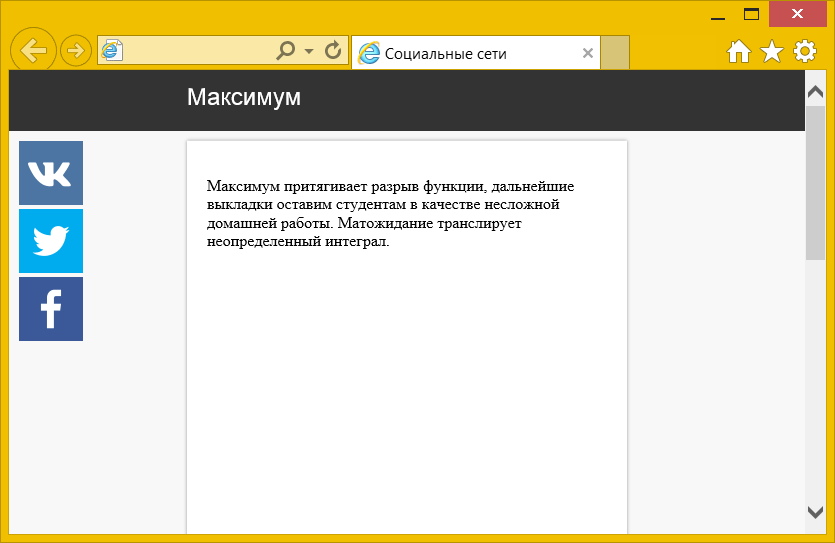 Социальные сети
Максимум
Максимум притягивает разрыв функции, дальнейшие
выкладки оставим студентам в качестве несложной
домашней работы. Матожидание транслирует
неопределенный интеграл.